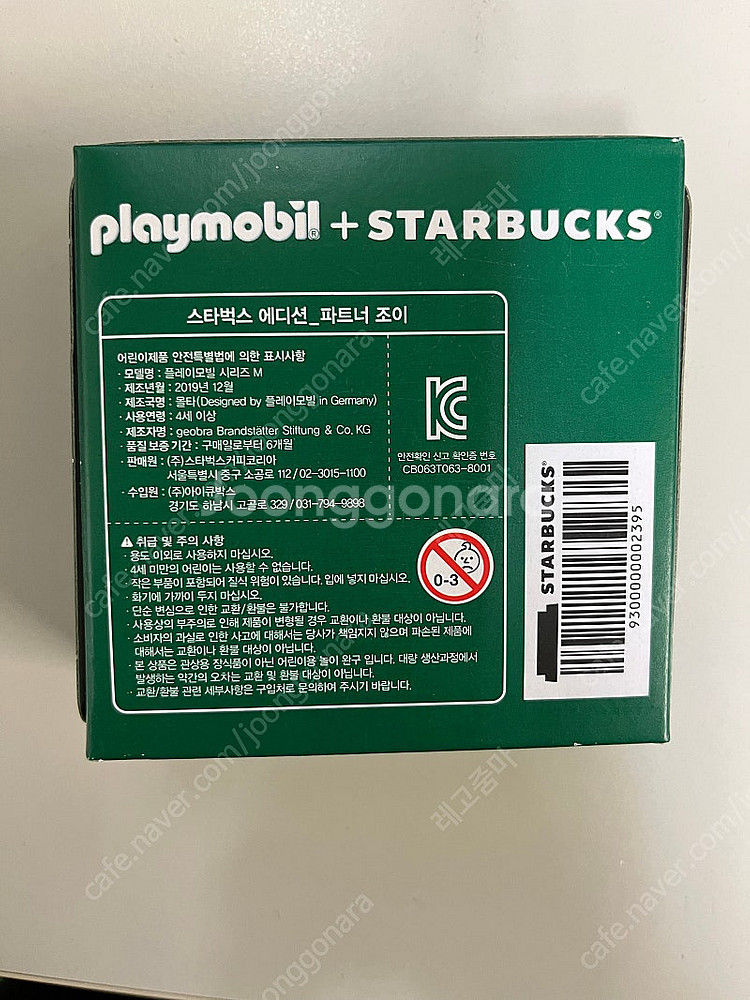 playmobil® + STARBUCKS®
스타벅스 에디션_파트너 조이
어린이제품 안전특별법에 의한 표시사항
· 모델명 : 플레이모빌 시리즈 M
· 제조년월 : 2019년 12월
· 제조국명 : 몰타(Designed by 플레이모빌 in Germany)
· 사용연령 : 4세 이상
· 제조자명 : geobra Brandstätter Stiftung & Co. KG
· 품질 보증 기간 : 구매일로부터 6개월
· 판매원 : (주)스타벅스커피코리아
서울특별시 중구 소공로 112 / 02-3015-1100
· 수입원 : (주)아이큐박스
경기도 하남시 고골로 329 / 031-794-9898
안전확인 신고 확인증 번호
CB063T063-8001
취급 및 주의 사항
· 용도 이외로 사용하지 마십시오.
· 4세 미만의 어린이는 사용할 수 없습니다.
· 작은 부품이 포함되어 질식 위험이 있습니다. 입에 넣지 마십시오.
· 화기에 가까이 두지 마십시오.
· 단순 변심으로 인한 교환/환불은 불가합니다.
· 사용상의 부주의로 인해 제품이 변형될 경우 교환이나 환불 대상이 아닙니다.
· 소비자의 과실로 인한 사고에 대해서는 당사가 책임지지 않으며 파손된 제품에
대해서는 교환이나 환불 대상이 아닙니다.
· 본 상품은 관상용 장식품이 아닌 어린이용 놀이 완구 입니다. 대량 생산과정에서
발생하는 약간의 오차는 교환 및 환불 대상이 아닙니다.
· 교환/환불 관련 세부사항은 구입처로 문의하여 주시기 바랍니다.
0-3
STARBUCKS®
9300000002395
Joonggonara
cafe.naver.com/joonggonara
레고줌마